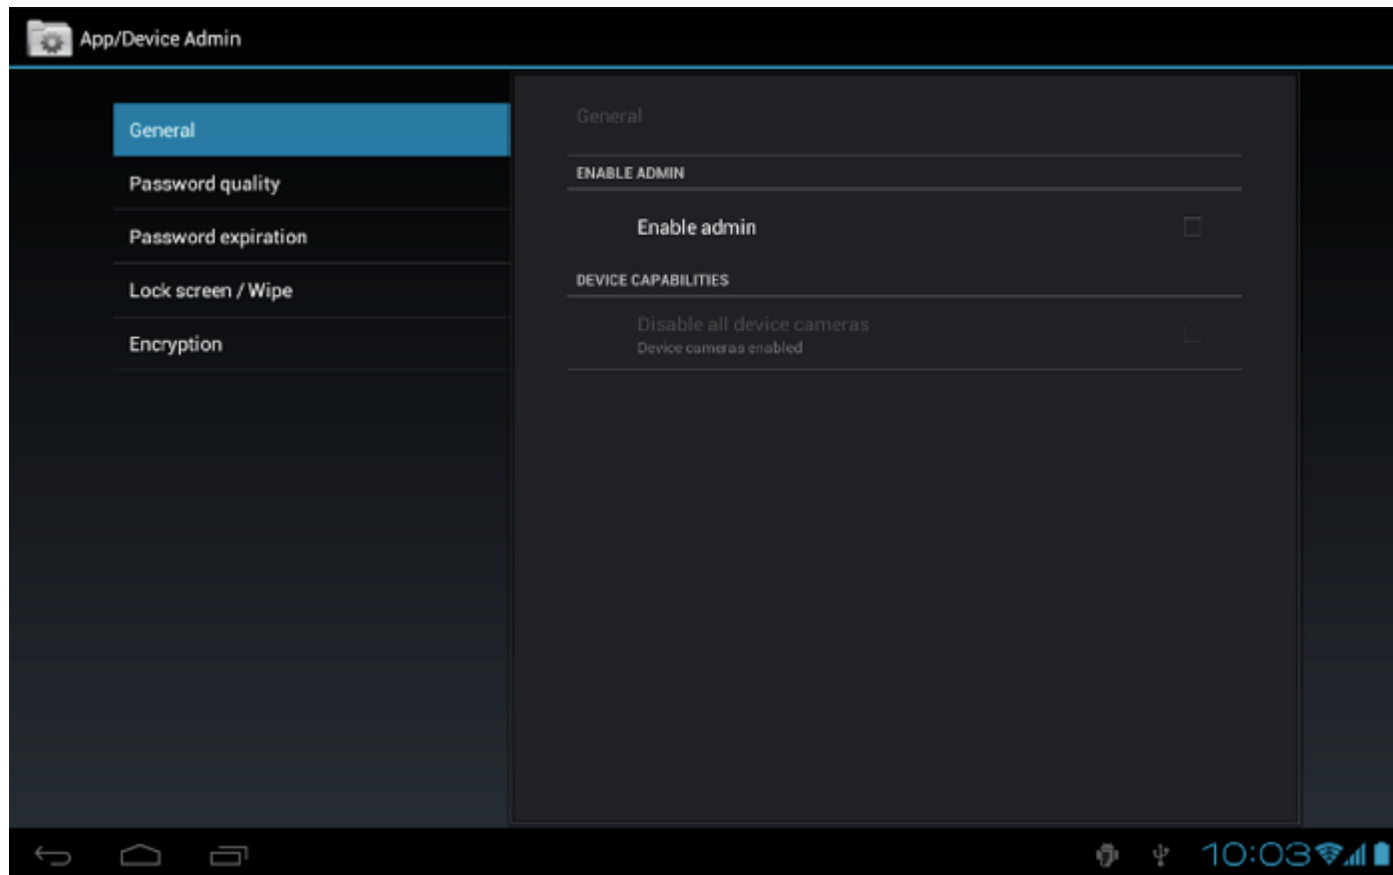 App/Device Admin
General
Password quality
Password expiration
Lock screen / Wipe
Encryption
General
ENABLE ADMIN
Enable admin
DEVICE CAPABILITIES
Disable all device cameras
Device cameras enabled
10:03